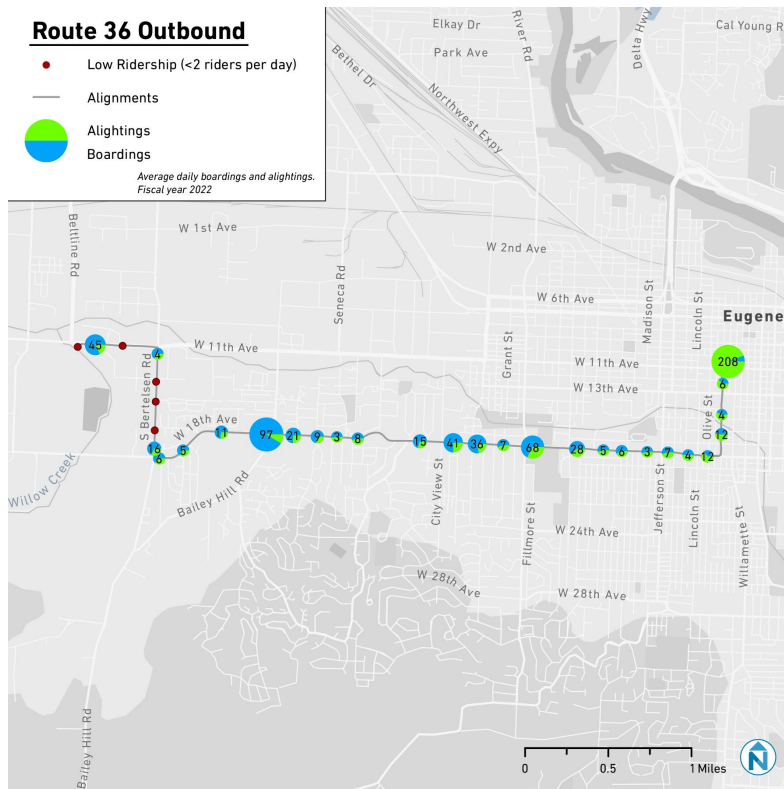 Route 36 Outbound
Low Ridership (<2 riders per day)
Alignments
Alightings
Boardings
Average daily boardings and alightings.
Fiscal year 2022
Elkay Dr
Park Ave
River Rd
Delta Hwy
Cal Young R
Bethel Dr
Northwest Expy
Beltline Rd
W 1st Ave
Seneca Rd
W 2nd Ave
W 6th Ave
Madison St
Lincoln St
Eugene
Grant St
W 11th Ave
W 11th Ave
W 13th Ave
208
6
45
4
S Bertelsen Rd
Olive St
4
12
W 18th Ave
11
97
21
9
3
8
15
41
36
7
68
28
5
6
3
7
4
12
16
6
5
Willow Creek
Bailey Hill Rd
City View St
Fillmore St
Jefferson St
Lincoln St
Willamette St
W 24th Ave
W 28th Ave
W 28th Ave
Bailey Hill Rd
0
0.5
1 Miles
N